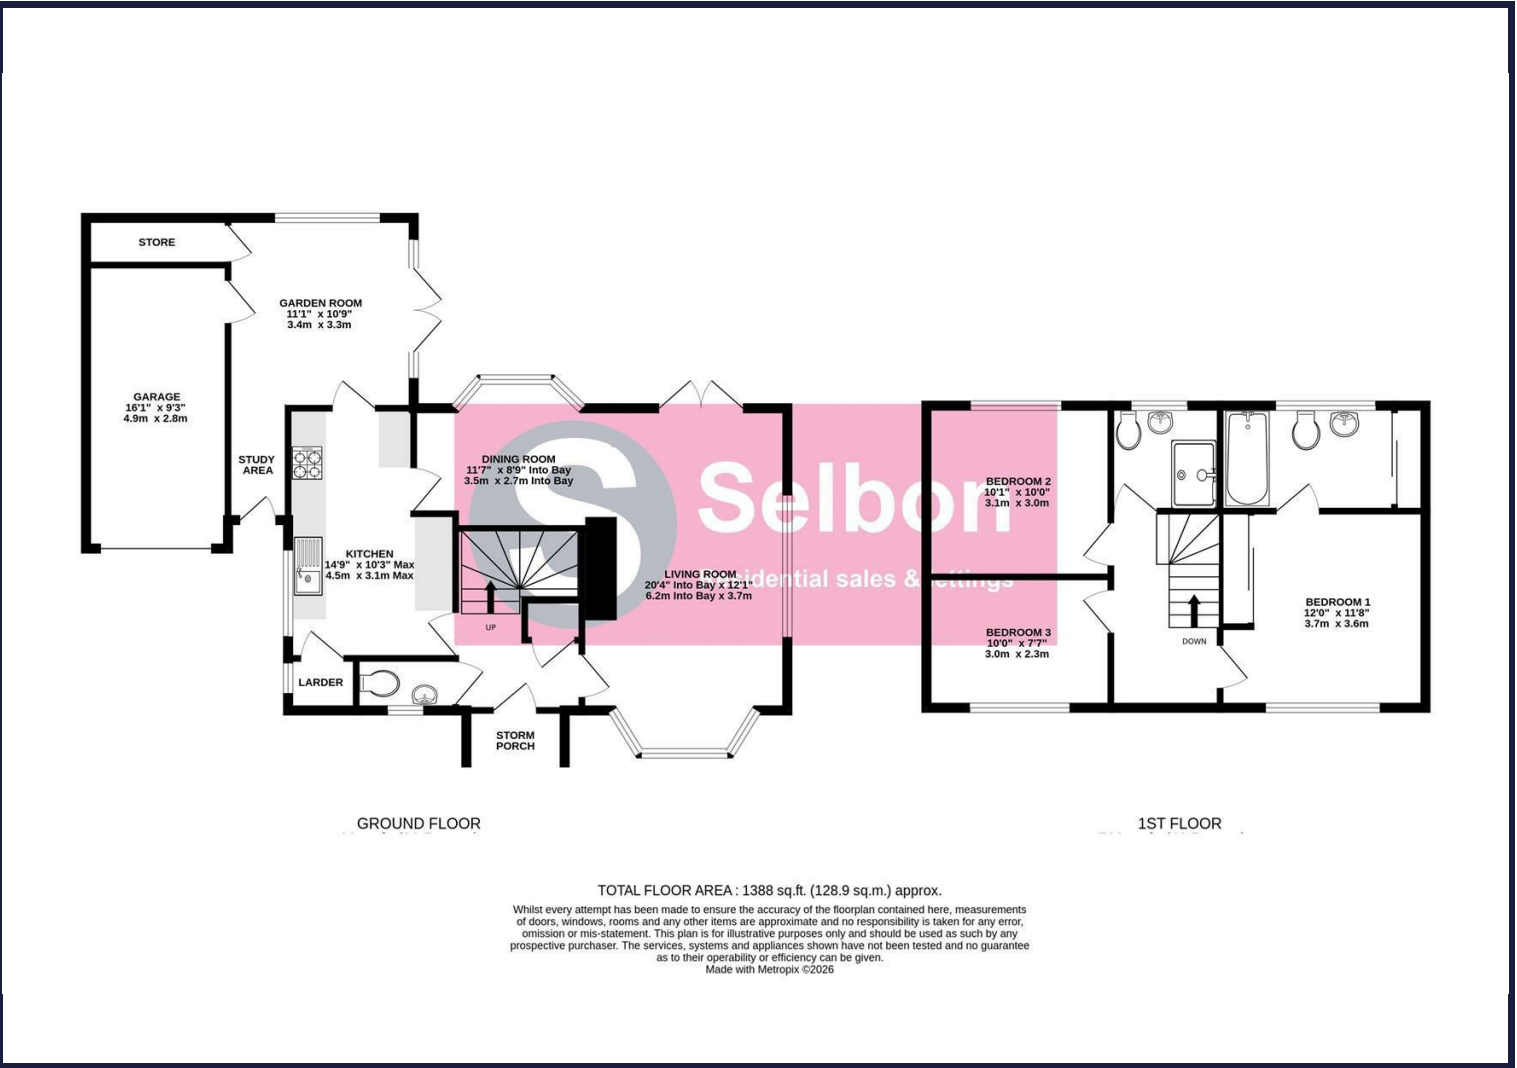 STORE
GARDEN ROOM
11'1" x 10'9"
3.4m x 3.3m
GARAGE
16'1" x 9'3"
4.9m x 2.8m
STUDY
AREA
DINING ROOM
11'7" x 8'9" Into Bay
3.5m x 2.7m Into Bay
KITCHEN
14'9" x 10'3" Max
4.5m x 3.1m Max
UP
LARDER
STORM
PORCH
LIVING ROOM
20'4" Into Bay x 12'1"
6.2m Into Bay x 3.7m
Selbon
sales &
BEDROOM 2
10'1" x 10'0"
3.1m x 3.0m
BEDROOM 3
10'0" x 7'7"
3.0m x 2.3m
DOWN
BEDROOM 1
12'0" x 11'8"
3.7m x 3.6m
GROUND FLOOR
1ST FLOOR
TOTAL FLOOR AREA : 1388 sq.ft. (128.9 sq.m.) approx.
Whilst every attempt has been made to ensure the accuracy of the floorplan contained here, measurements
of doors, windows, rooms and any other items are approximate and no responsibility is taken for any error,
omission or mis-statement. This plan is for illustrative purposes only and should be used as such by any
prospective purchaser. The services, systems and appliances shown have not been tested and no guarantee
as to their operability or efficiency can be given.
Made with Metropix ©2026